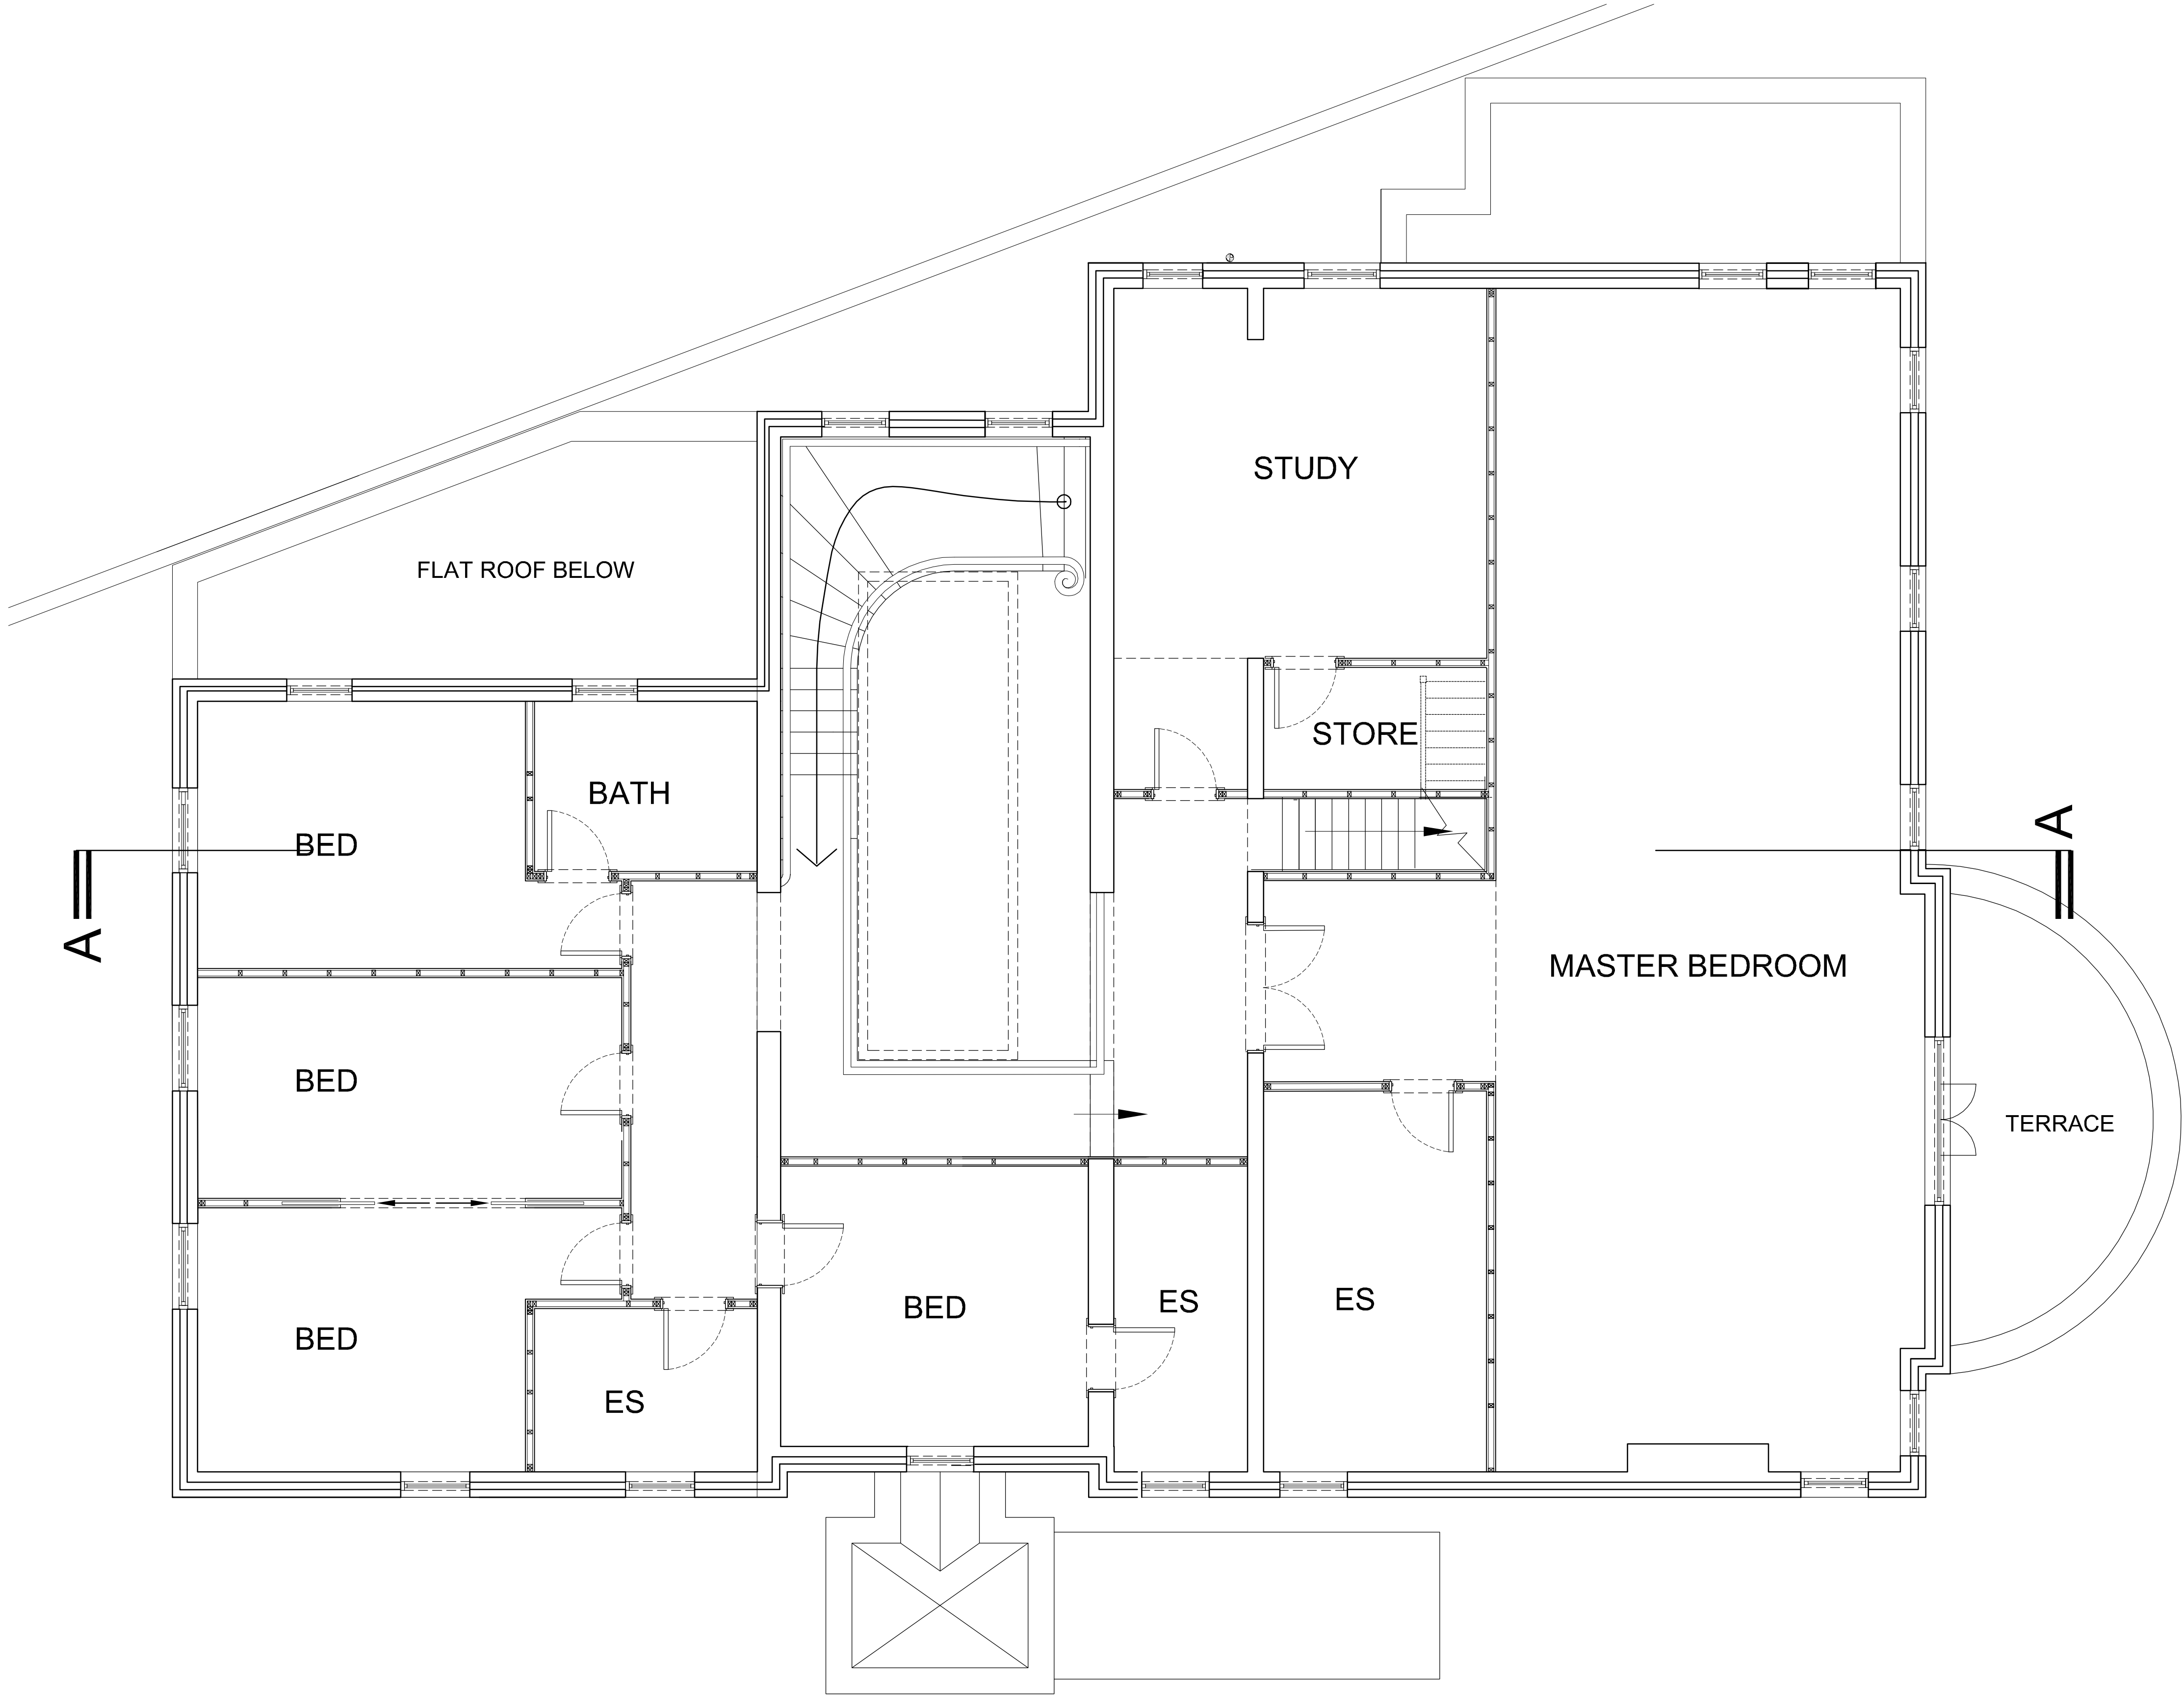 STUDY
FLAT ROOF BELOW
STORE
BATH
A
BED
A
MASTER BEDROOM
BED
TERRACE
ES
ES
BED
BED
ES